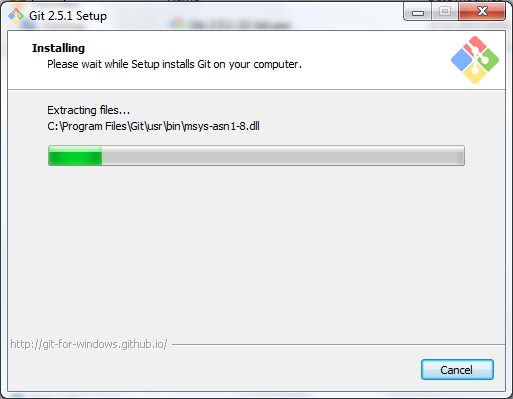 Git 2.5.1 Setup
Installing
Please wait while Setup installs Git on your computer.
Extracting files...
C:\Program Files\Git\usr\bin\msys-asn1-8.dll
http://git-for-windows.github.io/
Cancel